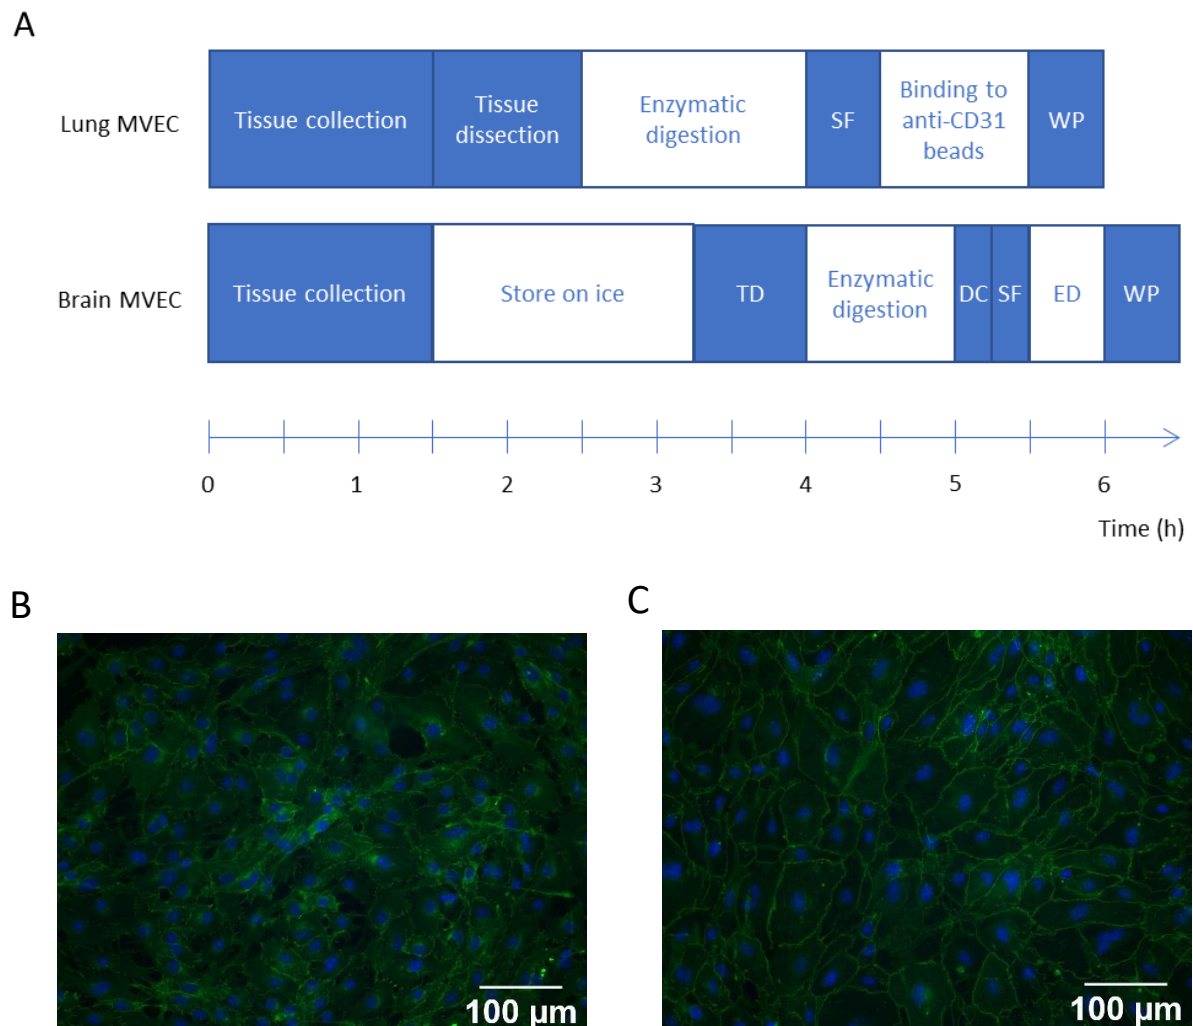 A
Lung MVEC
Tissue collection
Tissue
dissection
Enzymatic
digestion
SF
Binding to
anti-CD31
beads
WP
Brain MVEC
Tissue collection
Store on ice
TD
Enzymatic
digestion
DC
SF
ED
WP
0
1
2
3
4
5
6
Time (h)
B
C
100 µm
100 µm